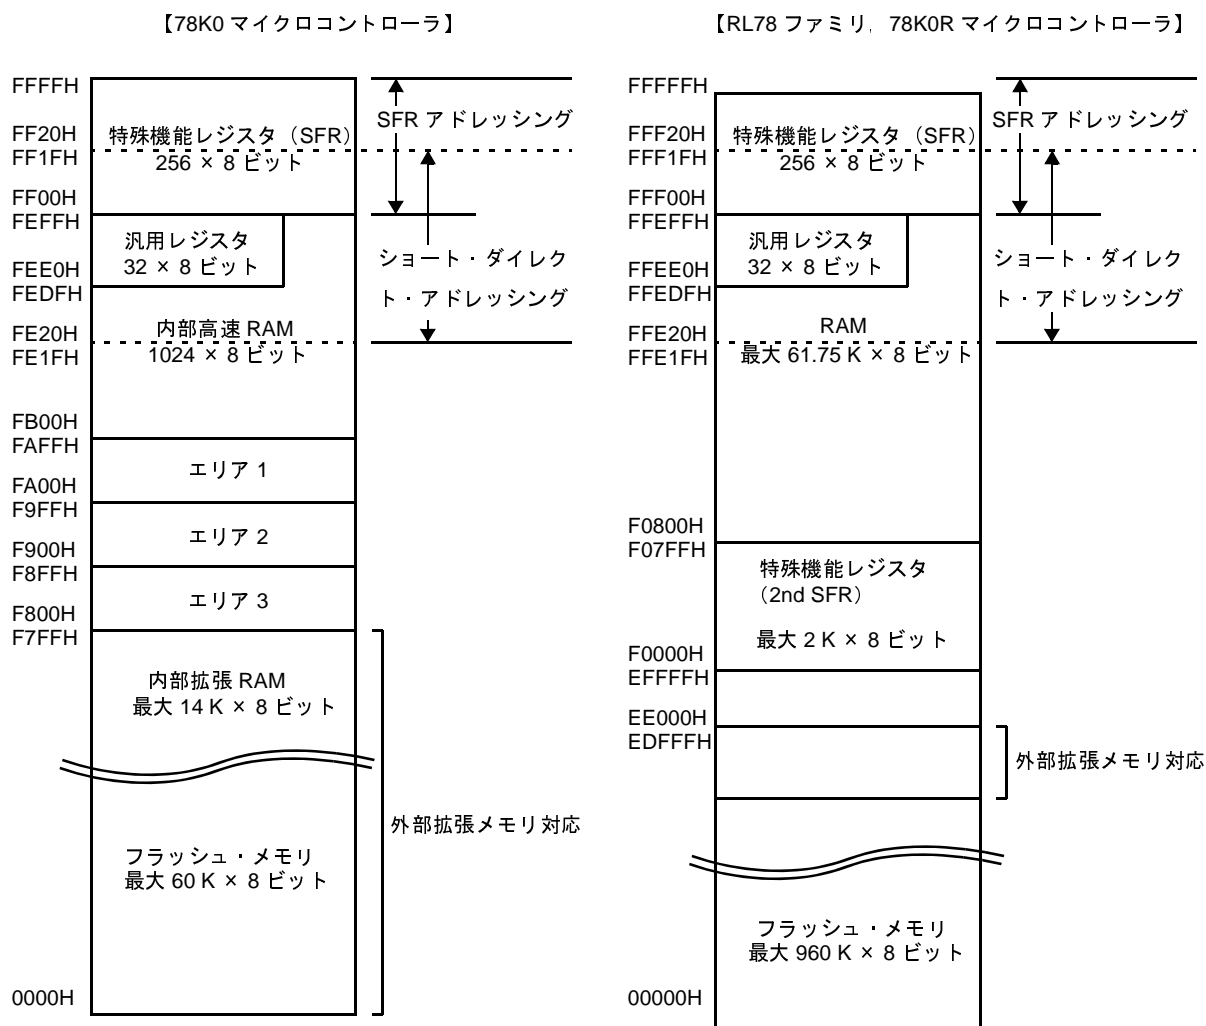 【78K0 マイクロコントローラ】
FFFFH
FF20H
FF1FH
FF00H
FEFFH
FEE0H
FEDFH
FE20H
FE1FH
FB00H
FAFFH
FA00H
F9FFH
F900H
F8FFH
F800H
F7FFH
0000H
特殊機能レジスタ（SFR）
256 × 8 ビット
汎用レジスタ
32 × 8 ビット
内部高速 RAM
1024 × 8 ビット
エリア 1
エリア 2
エリア 3
内部拡張 RAM
最大 14 K × 8 ビット
フラッシュ・メモリ
最大 60 K × 8 ビット
SFR アドレッシング
ショート・ダイレク
ト・アドレッシング
外部拡張メモリ対応
【RL78 ファミリ，78K0R マイクロコントローラ】
FFFFFH
FFF20H
FFF1FH
FFF00H
FFEFFH
FFEE0H
FFEDFH
FFE20H
FFE1FH
F0800H
F07FFH
F0000H
EFFFFH
EE000H
EDFFFH
00000H
特殊機能レジスタ（SFR）
256 × 8 ビット
汎用レジスタ
32 × 8 ビット
RAM
最大 61.75 K × 8 ビット
特殊機能レジスタ
（2nd SFR）
最大 2 K × 8 ビット
フラッシュ・メモリ
最大 960 K × 8 ビット
SFR アドレッシング
ショート・ダイレク
ト・アドレッシング
外部拡張メモリ対応